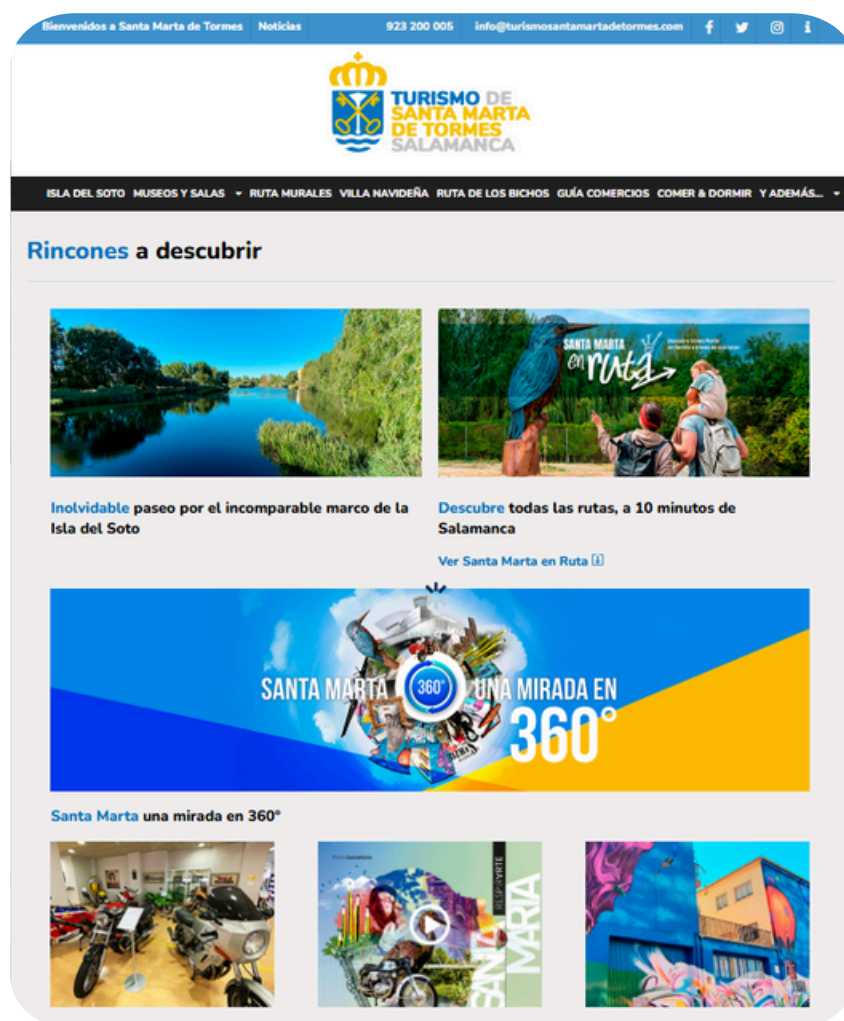 Bienvenidos a Santa Marta de Tormes Noticias 923 200 005 info@turismosantamartadetormes.com
TURISMO DE
SANTA MARTA
DE TORMES
SALAMANCA
ISLA DEL SOTO MUSEOS Y SALAS RUTA MURALES VILLA NAVIDEÑA RUTA DE LOS BICHOS GUÍA COMERCIOS COMER & DORMIR Y ADEMÁS...
Rincones a descubrir
SANTA MARTA
en ruta
Inolvidable paseo por el incomparable marco de la
Isla del Soto
Descubre todas las rutas, a 10 minutos de
Salamanca
Ver Santa Marta en Ruta
SANTA MARTA 360° UNA MIRADA EN
360°
Santa Marta una mirada en 360°
RESPIRARTE
SANTA
MARTA